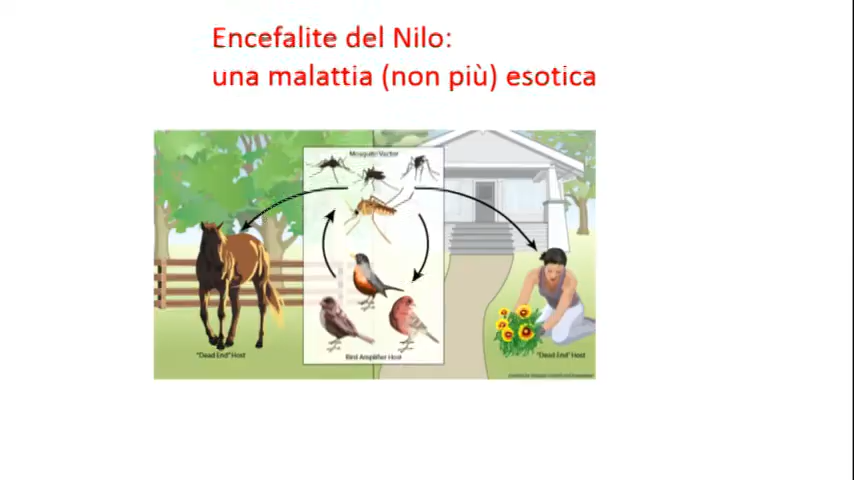 Encefalite del Nilo:
una malattia (non più) esotica
Mosquito Vector
"Dead End" Host
Bird Amplifier Host
"Dead End" Host